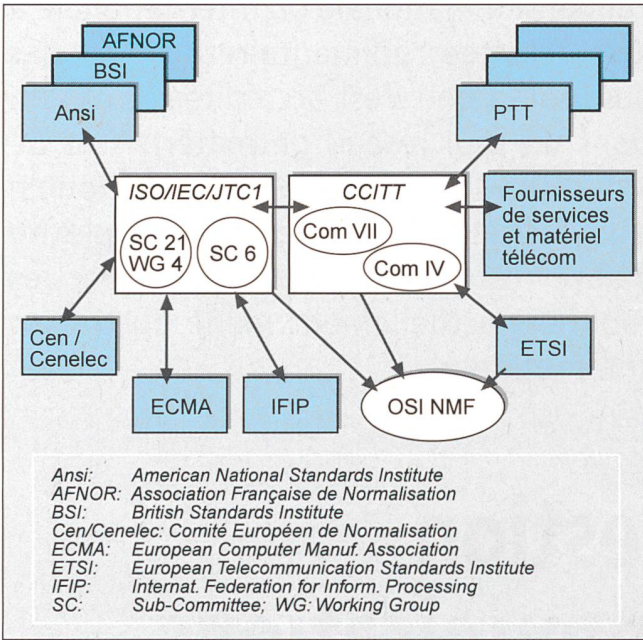 AFNOR
BSI
Ansi
PTT
ISO/IEC/JTC1
CCITT
SC 21
WG 4
SC 6
Com VII
Com IV
Fournisseurs
de services
et matériel
télécom
Cen /
Cenelec
ECMA
IFIP
OSI NMF
ETSI
Ansi: American National Standards Institute
AFNOR: Association Française de Normalisation
BSI: British Standards Institute
Cen/Cenelec: Comité Européen de Normalisation
ECMA: European Computer Manuf. Association
ETSI: European Telecommunication Standards Institute
IFIP: Internat. Federation for Inform. Processing
SC: Sub-Committee; WG: Working Group